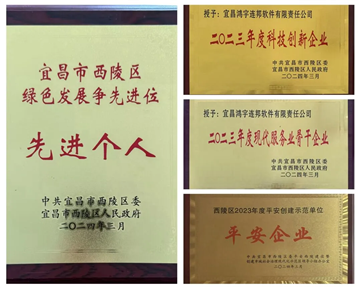 宜昌市西陵区
绿色发展争先进位
先进个人
中共宜昌市西陵区委
宜昌市西陵区人民政府
二〇二四年三月
授予：宜昌鸿宇连邦软件有限责任公司
二〇二三年度科技创新企业
中共宜昌市西陵区委
宜昌市西陵区人民政府
二〇二四年三月
授予：宜昌鸿宇连邦软件有限责任公司
二〇二三年度现代服务业骨干企业
中共宜昌市西陵区委
宜昌市西陵区人民政府
二〇二四年三月
西陵区2023年度平安创建示范单位
平安企业